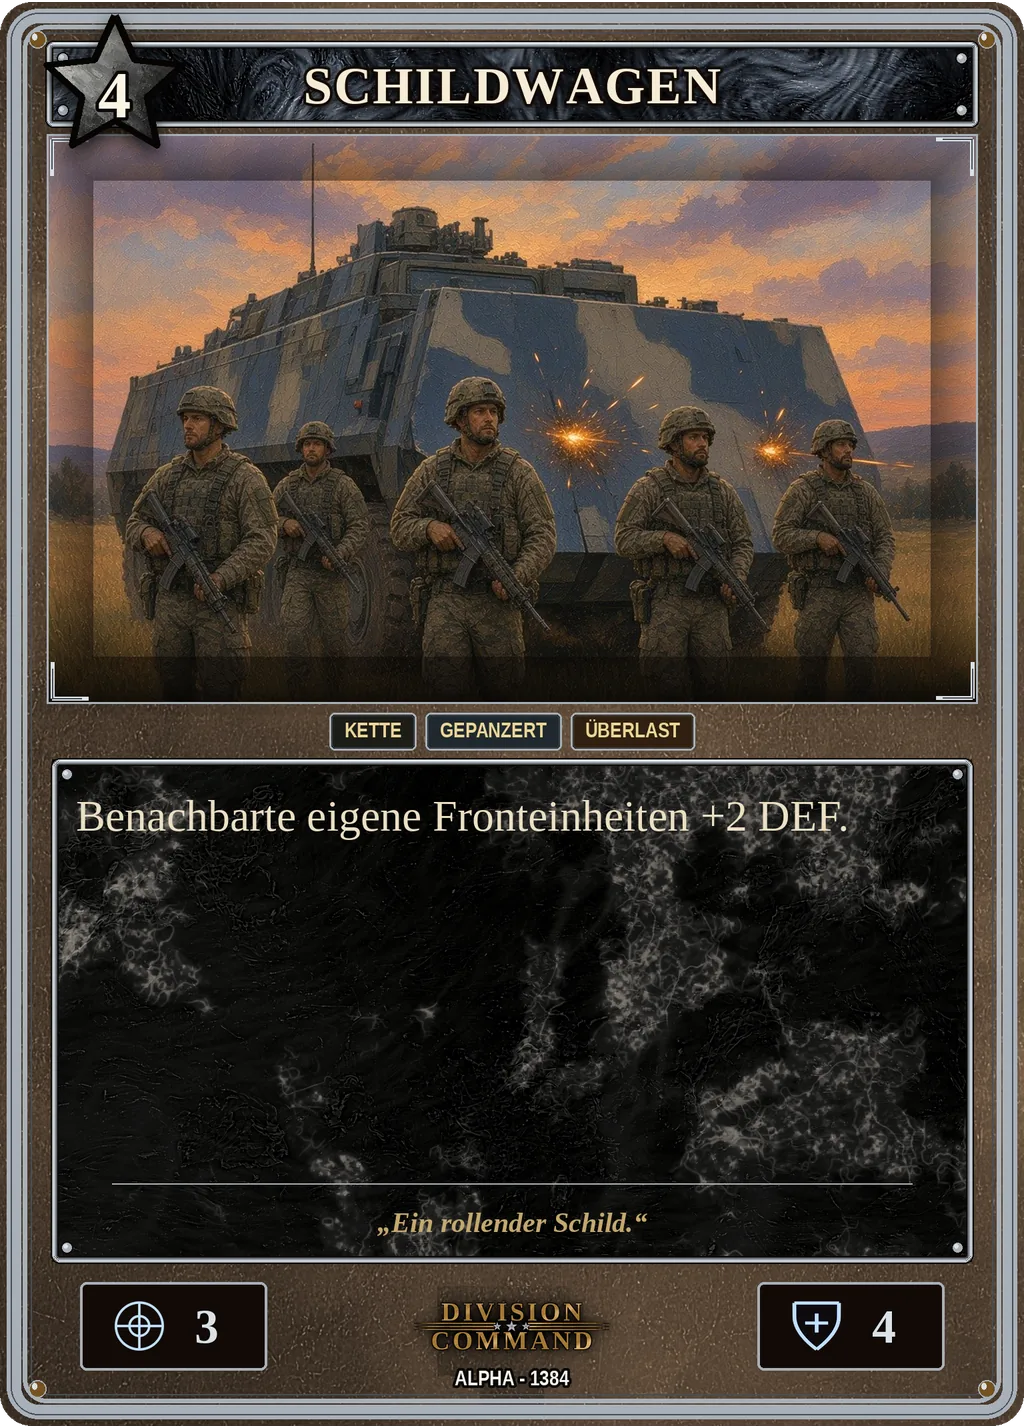 4
SCHILDWAGEN
KETTE GEPANZERT ÜBERLAST
Benachbarte eigene Fronteinheiten +2 DEF.
„Ein rollender Schild.“
3
DIVISION
COMMAND
4
ALPHA - 1384